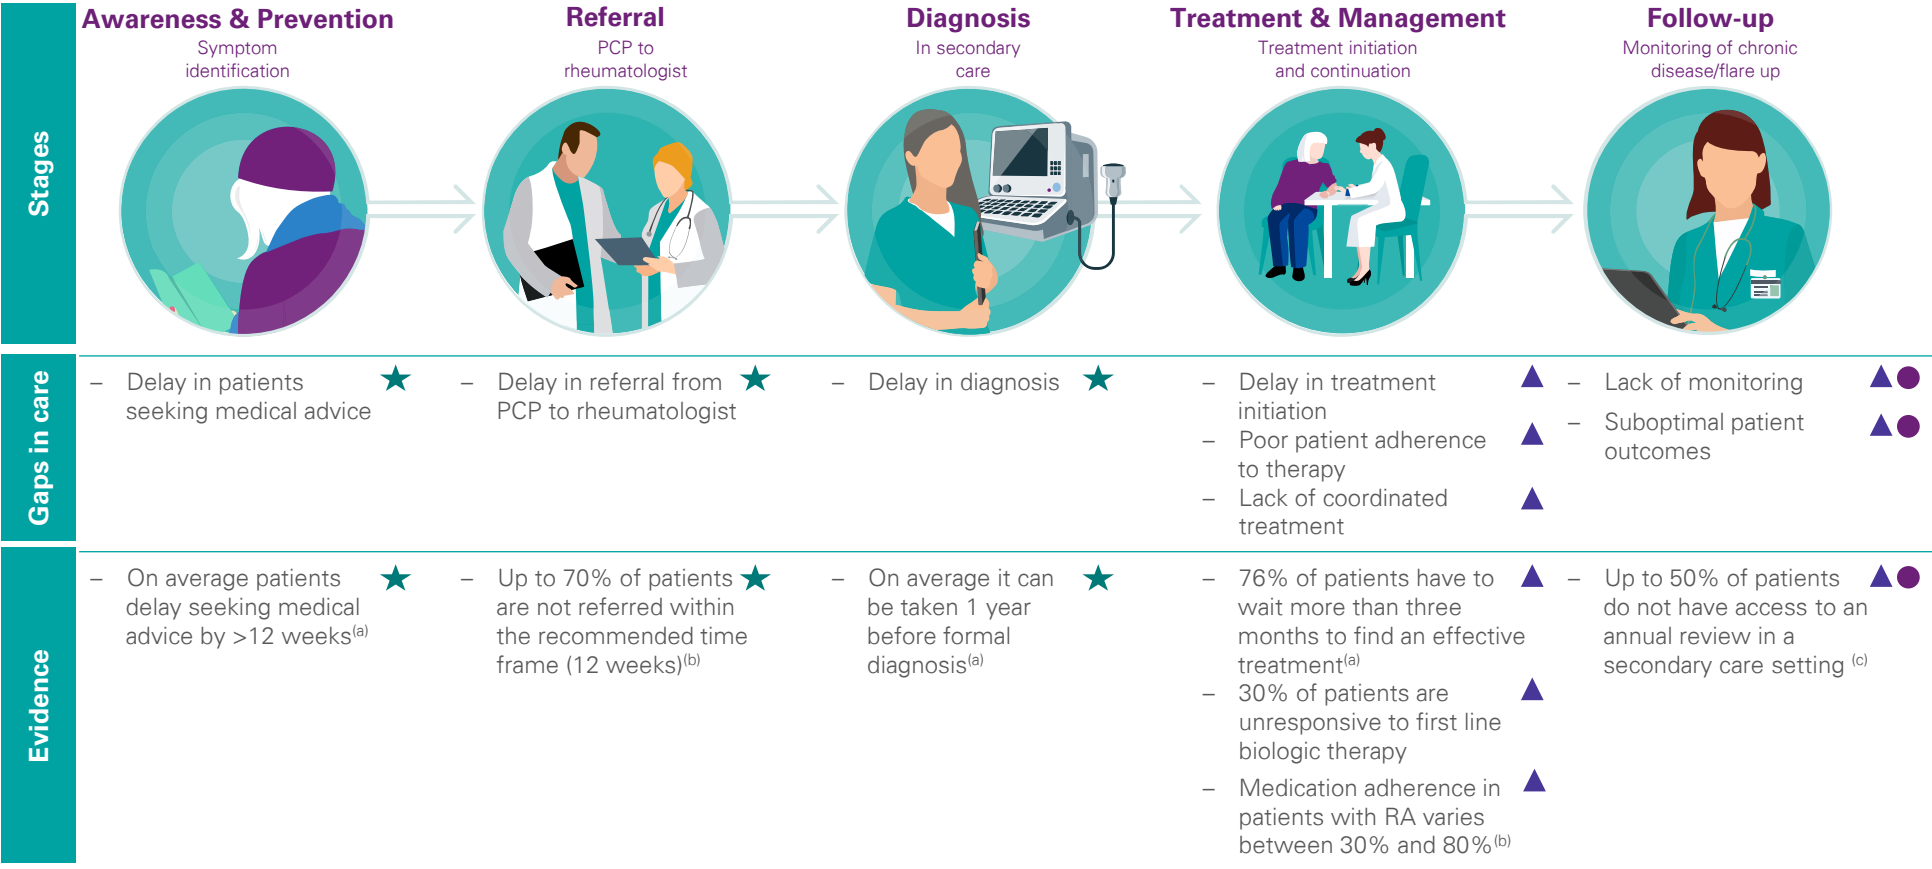 Awareness & Prevention
Symptom
identification
Referral
PCP to
rheumatologist
Diagnosis
In secondary
care
Treatment & Management
Treatment initiation
and continuation
Follow-up
Monitoring of chronic
disease/flare up
Stages
Gaps in care
– Delay in patients
seeking medical advice
– Delay in referral from
PCP to rheumatologist
– Delay in diagnosis
– Delay in treatment
initiation
– Poor patient adherence
to therapy
– Lack of coordinated
treatment
– Lack of monitoring
– Suboptimal patient
outcomes
Evidence
– On average patients
delay seeking medical
advice by >12 weeks(a)
– Up to 70% of patients
are not referred within
the recommended time
frame (12 weeks)(b)
– On average it can
be taken 1 year
before formal
diagnosis(a)
– 76% of patients have to
wait more than three
months to find an effective
treatment(a)
– 30% of patients are
unresponsive to first line
biologic therapy
– Medication adherence in
patients with RA varies
between 30% and 80%(b)
– Up to 50% of patients
do not have access to an
annual review in a
secondary care setting (c)